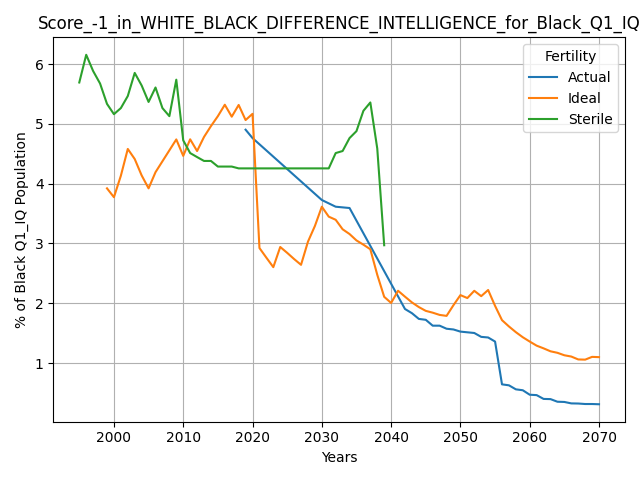 Score_-1_in_WHITE_BLACK_DIFFERENCE_INTELLIGENCE_for_Black_Q1_IQ
Fertility
Actual
Ideal
Sterile
% of Black Q1_IQ Population
6
5
4
3
2
1
2000 2010 2020 2030 2040 2050 2060 2070
Years